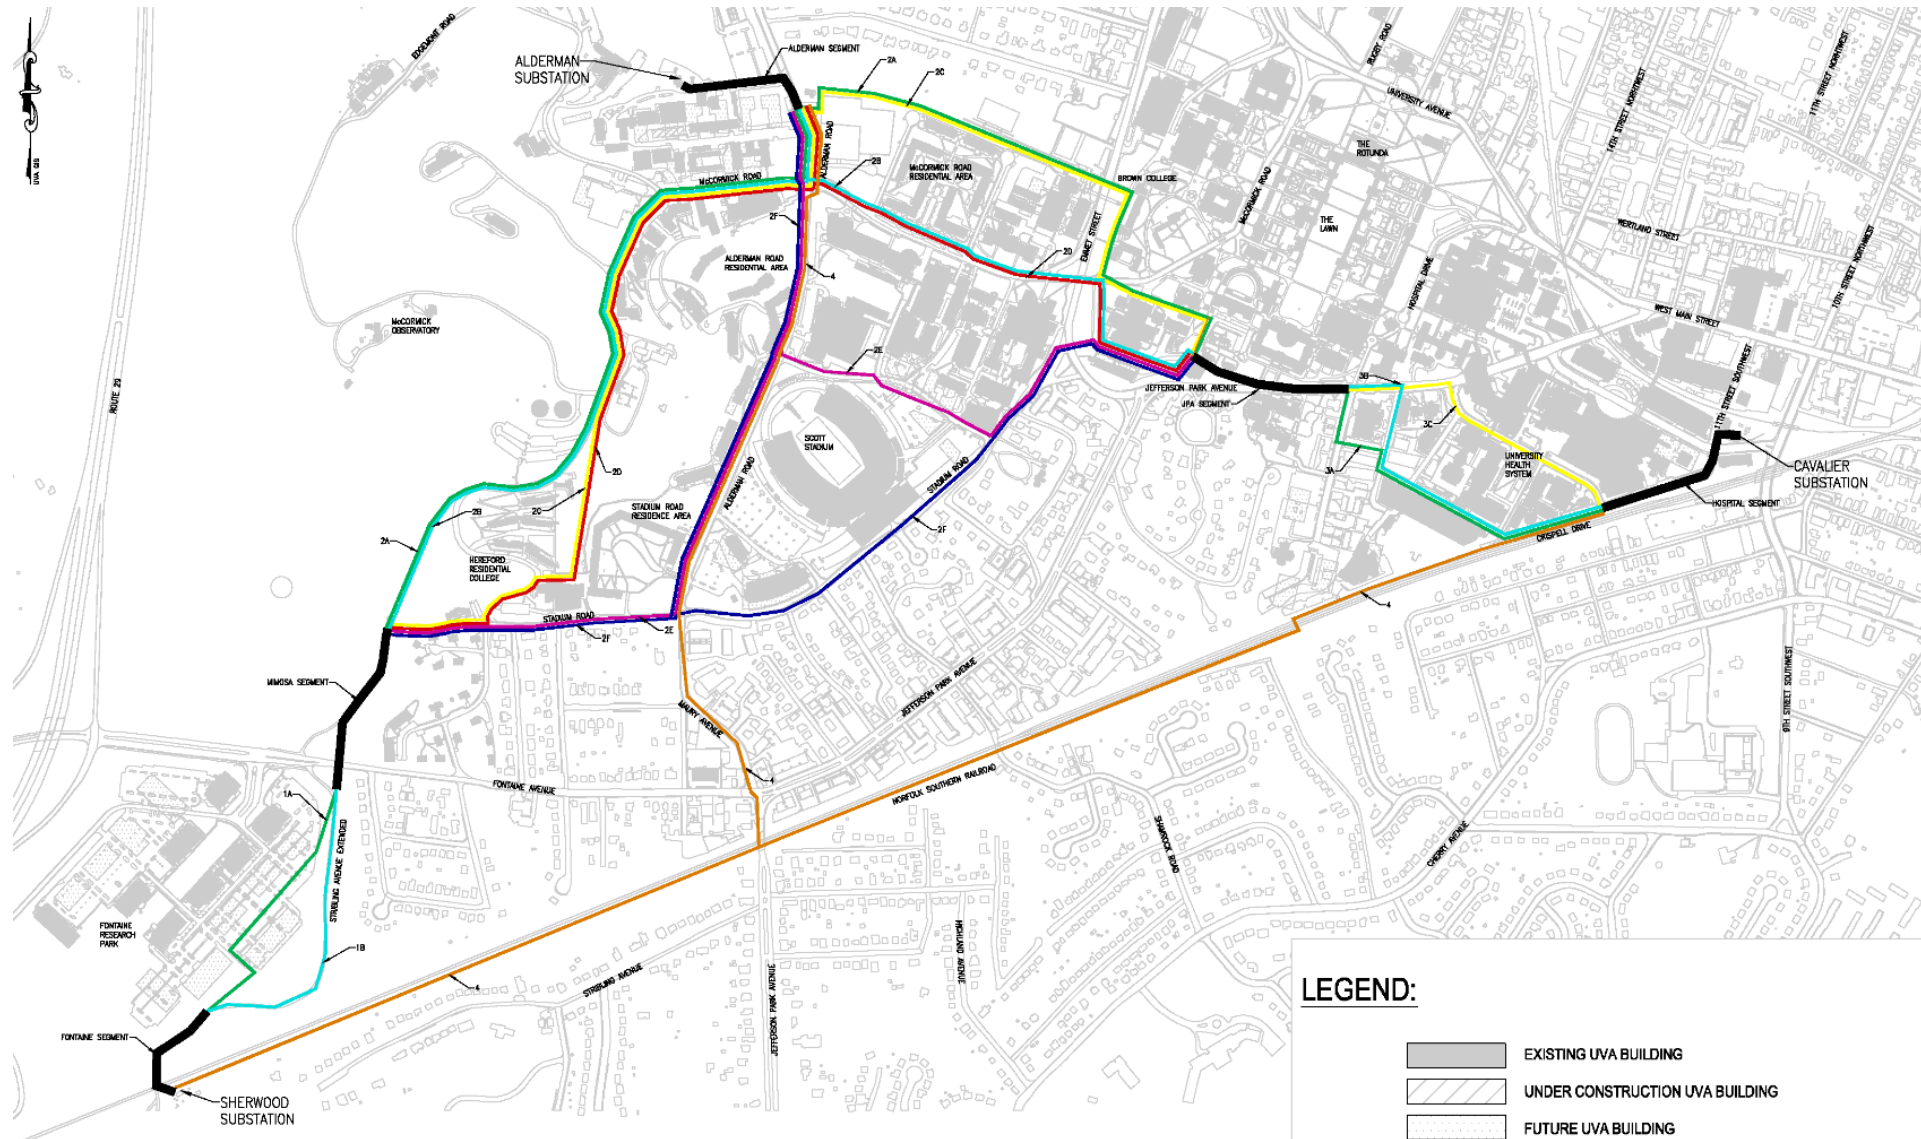 EDGEMONT ROAD
UVA GIS
ALDERMAN
SUBSTATION
ALDERMAN SEGMENT
2A
2C
RUGBY ROAD
UNIVERSITY AVENUE
14TH STREET NORTHWEST
11TH STREET NORTHWEST
11TH STREET NORTHWEST
THE
ROTUNDA
ALDERMAN ROAD
2B
McCORMICK ROAD
RESIDENTIAL AREA
BROWN COLLEGE
McCORMICK ROAD
McCORMICK ROAD
2F
THE
LAWN
EMMET STREET
WERTLAND STREET
10TH STREET NORTHWEST
ALDERMAN ROAD
RESIDENTIAL AREA
4
2D
HOSPITAL DRIVE
WEST MAIN STREET
McCORMICK
OBSERVATORY
2E
ROUTE 29
JEFFERSON PARK AVENUE
JPA SEGMENT
3B
3C
11TH STREET SOUTHWEST
SCOTT
STADIUM
3A
UNIVERSITY
HEALTH
SYSTEM
CAVALIER
SUBSTATION
HOSPITAL SEGMENT
2D
2C
ALDERMAN ROAD
STADIUM ROAD
2B
2A
STADIUM ROAD
RESIDENCE AREA
2F
CRISPELL DRIVE
HEREFORD
RESIDENTIAL
COLLEGE
STADIUM ROAD
2F
2E
4
MIMOSA SEGMENT
MAURY AVENUE
JEFFERSON PARK AVENUE
9TH STREET SOUTHWEST
4
FONTAINE AVENUE
NORFOLK SOUTHERN RAILROAD
1A
STRIBLING AVENUE EXTENDED
SHAMROCK ROAD
CHERRY AVENUE
FONTAINE
RESEARCH
PARK
1B
HIGHLAND AVENUE
STRIBLING AVENUE
4
JEFFERSON PARK AVENUE
FONTAINE SEGMENT
SHERWOOD
SUBSTATION
LEGEND:
EXISTING UVA BUILDING
UNDER CONSTRUCTION UVA BUILDING
FUTURE UVA BUILDING